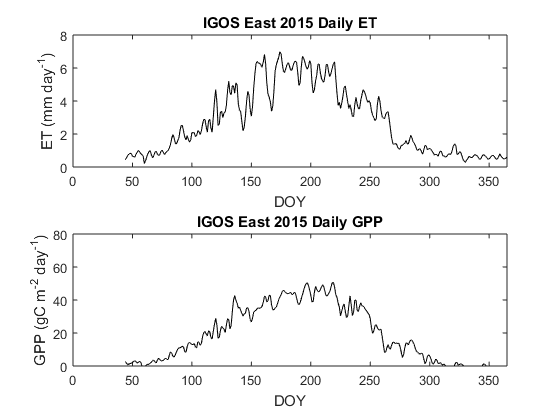 IGOS East 2015 Daily ET
8
6
4
2
0
ET (mm day⁻¹)
0 50 100 150 200 250 300 350
DOY
IGOS East 2015 Daily GPP
80
60
40
20
0
GPP (gC m⁻² day⁻¹)
0 50 100 150 200 250 300 350
DOY